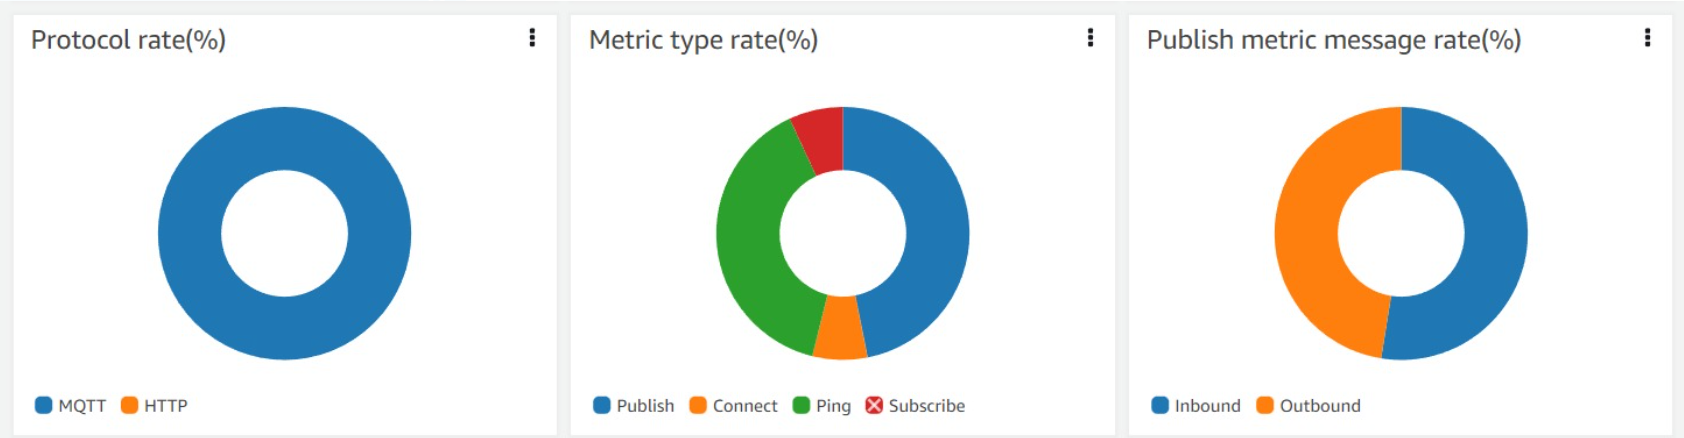 Protocol rate(%)
Metric type rate(%)
Publish metric message rate(%)
MQTT HTTP
Publish Connect Ping Subscribe
Inbound Outbound